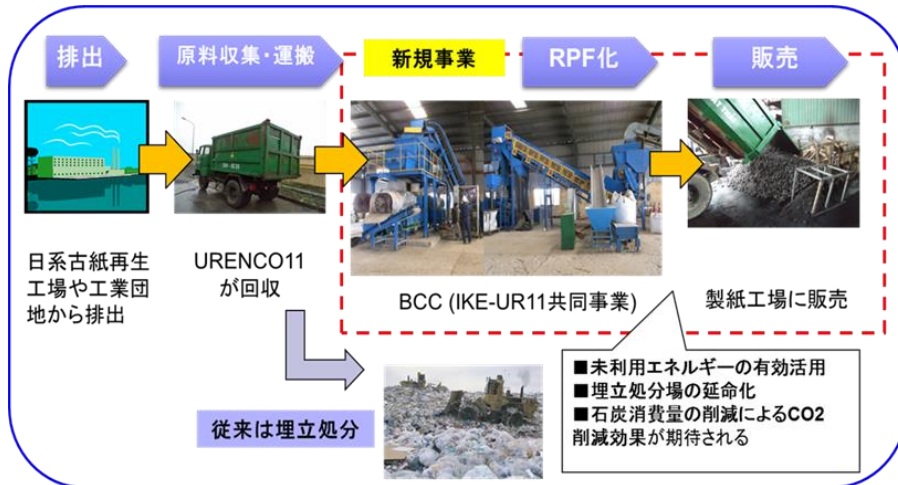 排出
原料収集・運搬
新規事業
RPF化
販売
日系古紙再生
工場や工業団
地から排出
URENCO11
が回収
BCC (IKE-UR11共同事業)
製紙工場に販売
従来は埋立処分
■未利用エネルギーの有効活用
■埋立処分場の延命化
■石炭消費量の削減によるCO2
削減効果が期待される